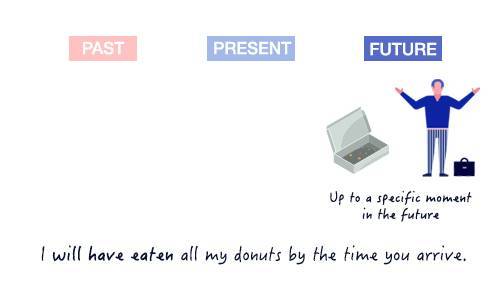 PAST PRESENT FUTURE
Up to a specific moment
in the future
I will have eaten all my donuts by the time you arrive.